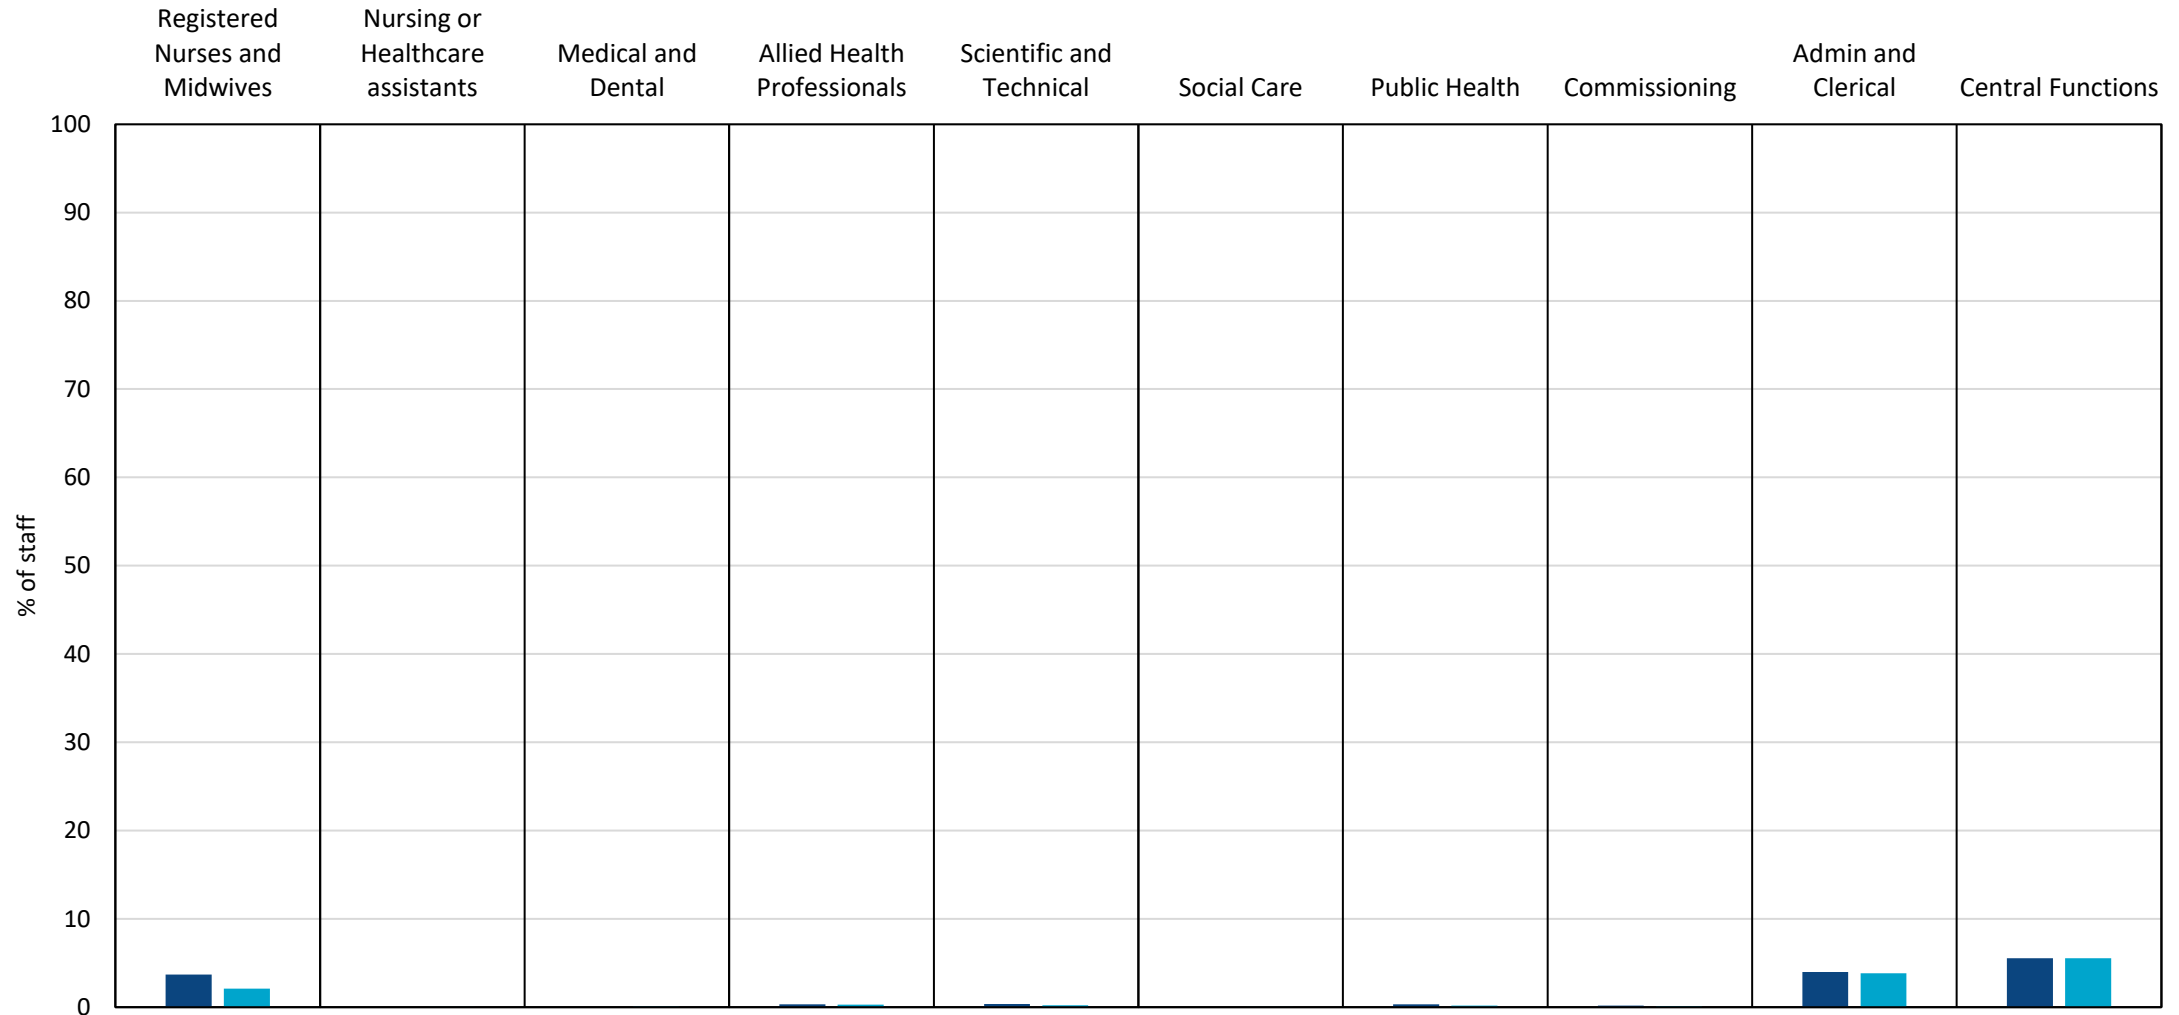 Registered
Nurses and
Midwives
Nursing or
Healthcare
assistants
Medical and
Dental
Allied Health
Professionals
Scientific and
Technical
Social Care
Public Health
Commissioning
Admin and
Clerical
Central Functions
100
90
80
70
60
50
40
30
20
10
0
% of staff